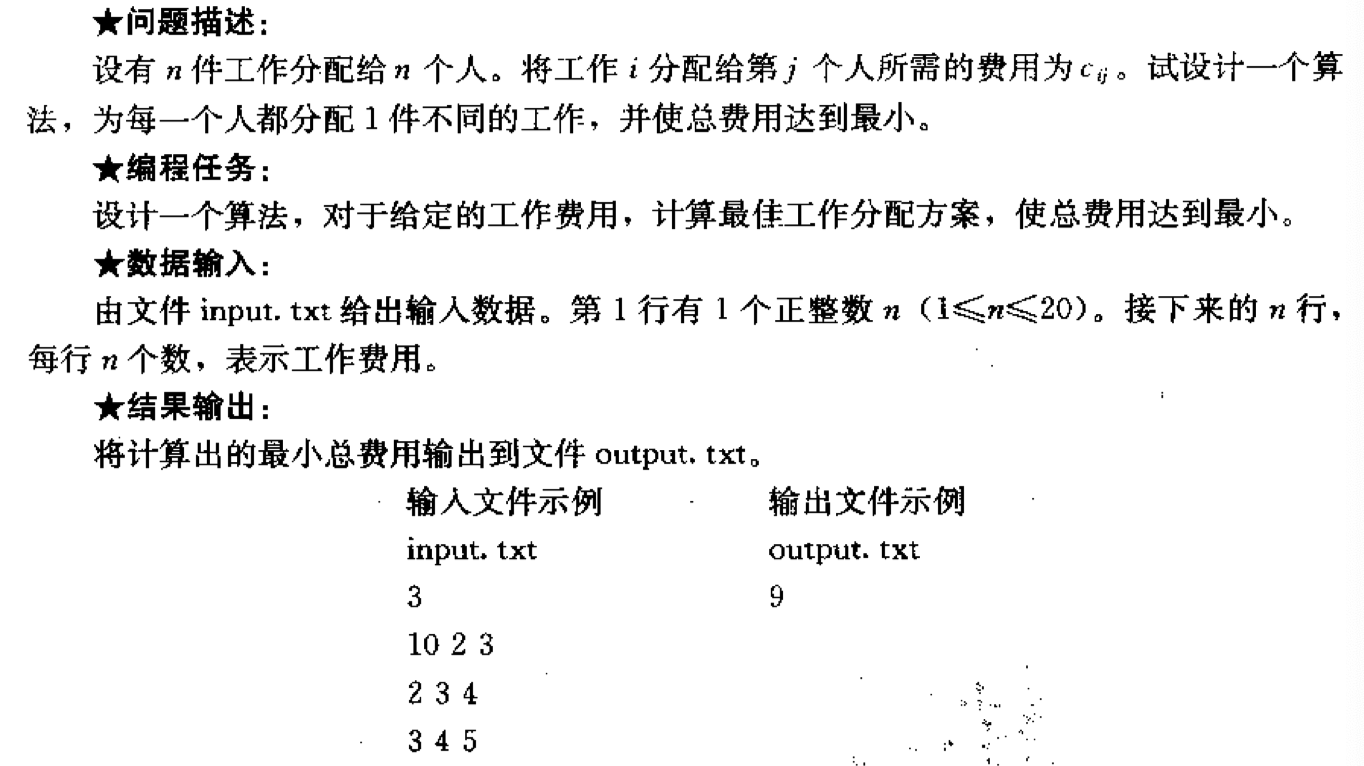 ★问题描述:
设有 n 件工作分配给 n 个人。将工作 i 分配给第 j 个人所需的费用为 c_{ij}。试设计一个算
法，为每一个人都分配 1 件不同的工作，并使总费用达到最小。
★编程任务:
设计一个算法，对于给定的工作费用，计算最佳工作分配方案，使总费用达到最小。
★数据输入:
由文件 input. txt 给出输入数据。第 1 行有 1 个正整数 n（1≤n≤20）。接下来的 n 行，
每行 n 个数，表示工作费用。
★结果输出:
将计算出的最小总费用输出到文件 output. txt。
输入文件示例 输出文件示例
input. txt output. txt
3 9
10 2 3
2 3 4
3 4 5